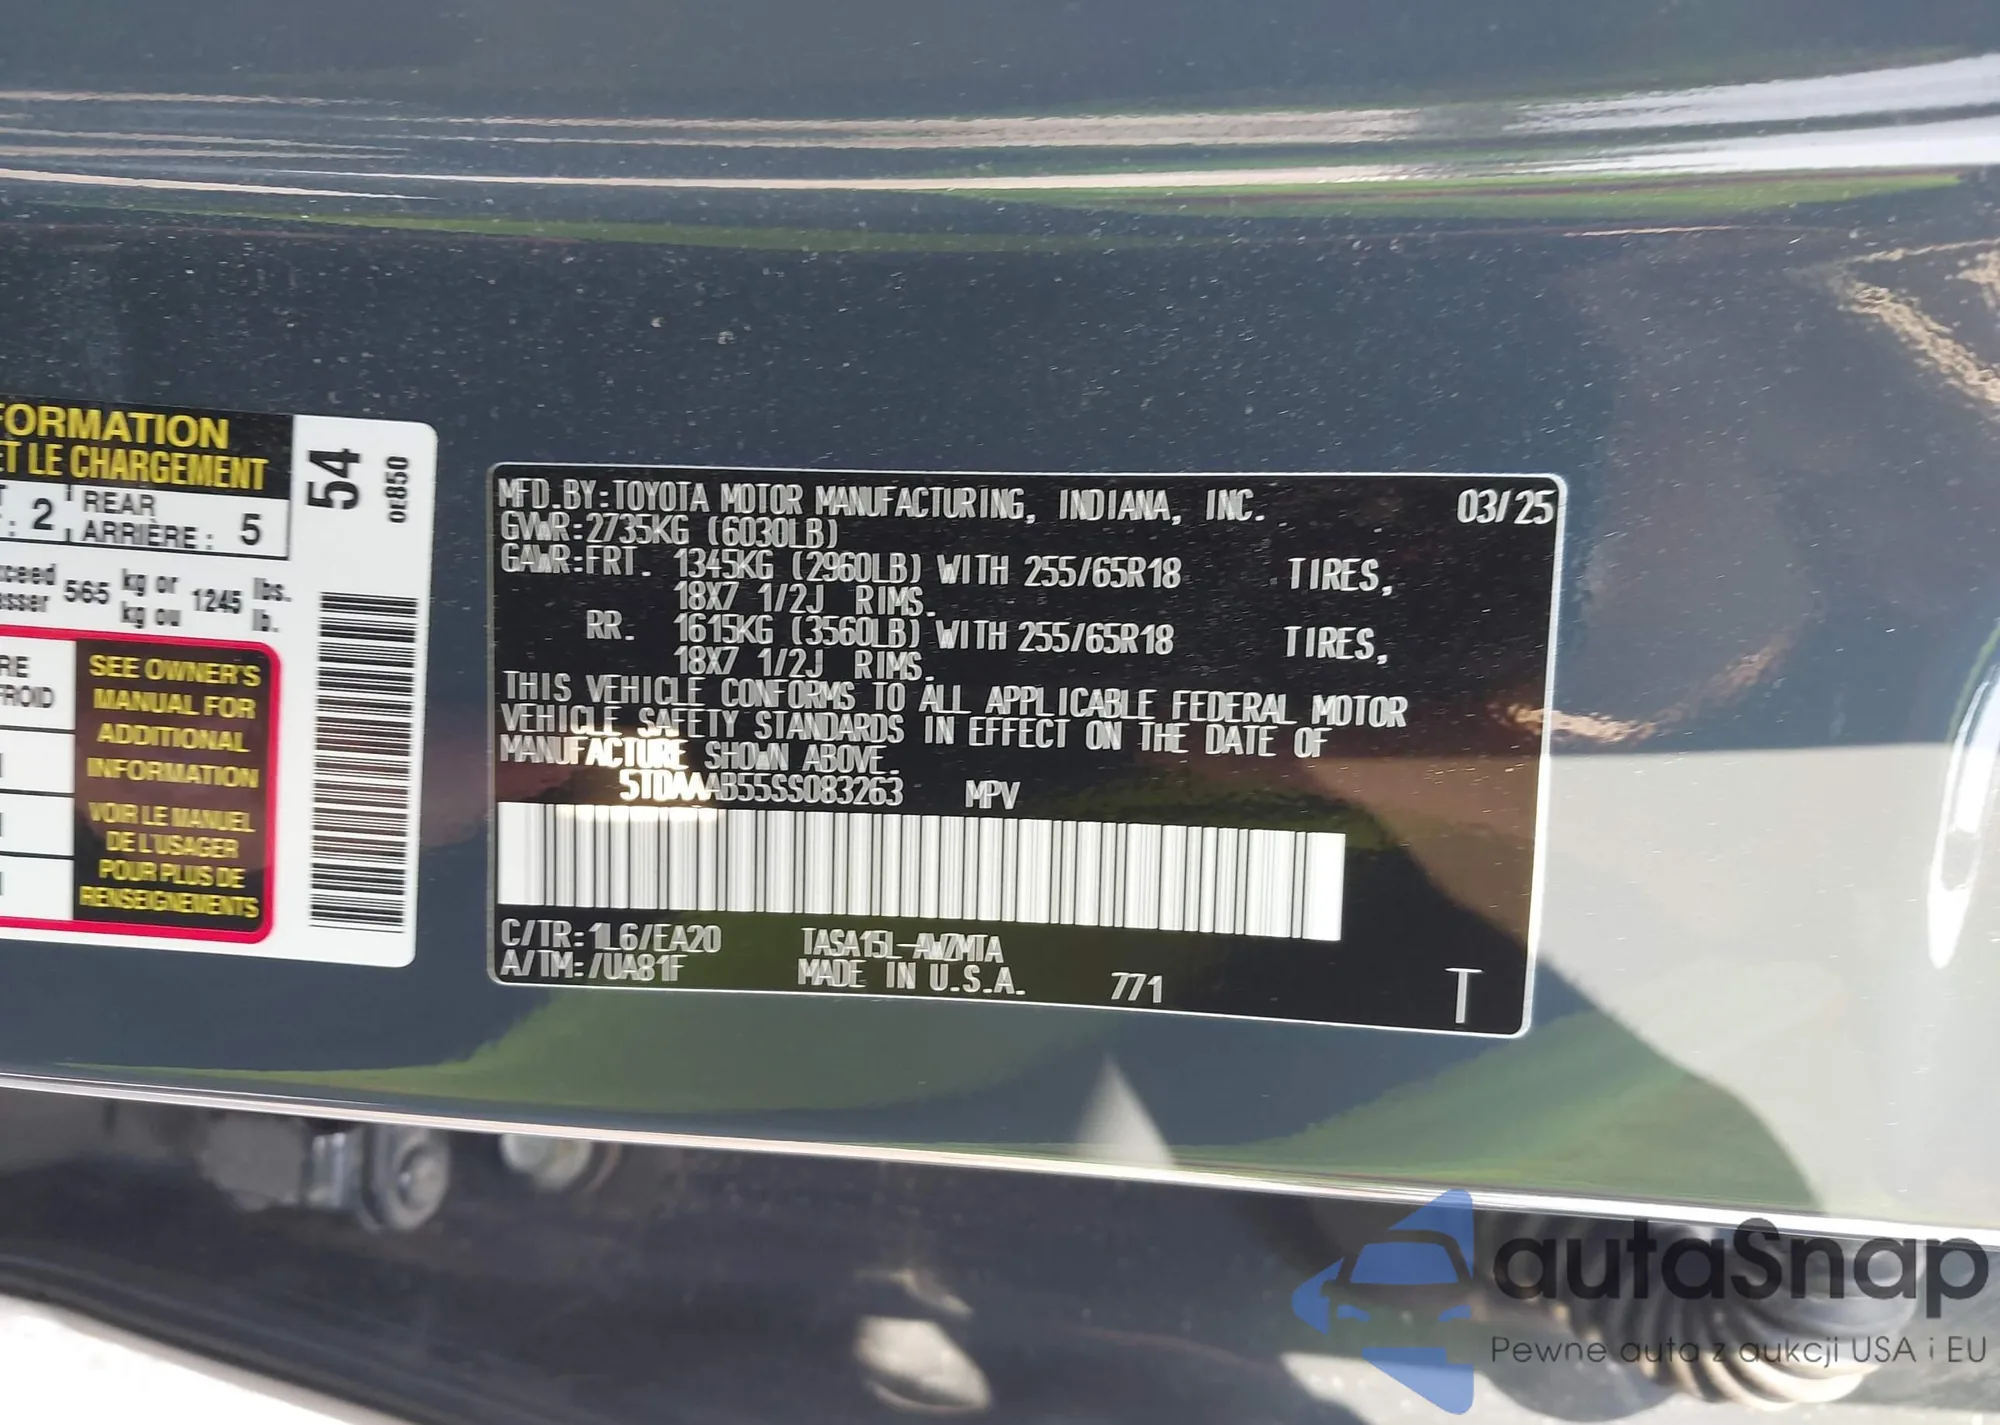 FORMATION
ET LE CHARGEMENT
T : 2 REAR ARRIÈRE : 5
xceed 565 kg or 1245 lbs.
asser kg ou lb.
RE
FROID
SEE OWNER'S
MANUAL FOR
ADDITIONAL
INFORMATION
VOIR LE MANUEL
DE L'USAGER
POUR PLUS DE
RENSEIGNEMENTS
54
0E850
MFD.BY:TOYOTA MOTOR MANUFACTURING, INDIANA, INC. 03/25
GVWR:2735KG (6030LB)
GAWR:FRT. 1345KG (2960LB) WITH 255/65R18 TIRES,
18X7 1/2J RIMS.
RR. 1615KG (3560LB) WITH 255/65R18 TIRES,
18X7 1/2J RIMS.
THIS VEHICLE CONFORMS TO ALL APPLICABLE FEDERAL MOTOR
VEHICLE SAFETY STANDARDS IN EFFECT ON THE DATE OF
MANUFACTURE SHOWN ABOVE.
5TDAAAB55SS083263 MPV
C/TR:1L6/EA20 TASA15L-AWZMTA
A/TM:/UA81F MADE IN U.S.A. 771 T
autaSnap
Pewne auta z aukcji USA i EU